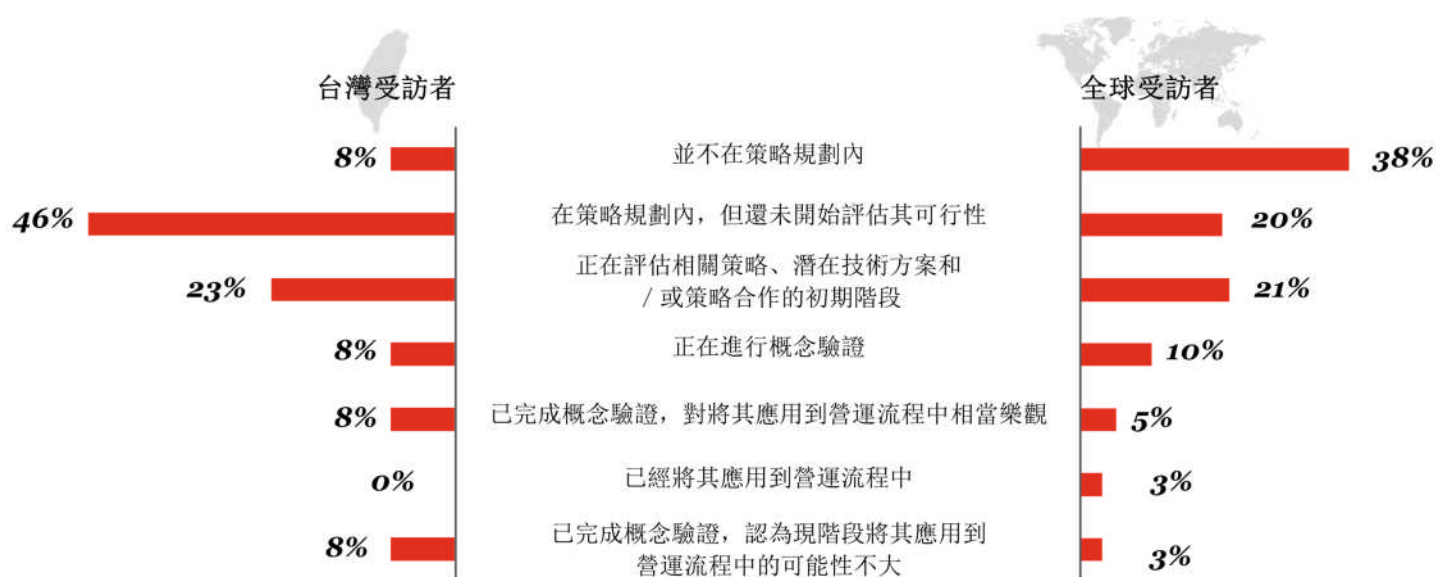 台灣受訪者
全球受訪者
8%
並不在策略規劃內
38%
46%
在策略規劃內，但還未開始評估其可行性
20%
23%
正在評估相關策略、潛在技術方案和
/ 或策略合作的初期階段
21%
8%
正在進行概念驗證
10%
8%
已完成概念驗證，對將其應用到營運流程中相當樂觀
5%
0%
已經將其應用到營運流程中
3%
8%
已完成概念驗證，認為現階段將其應用到
營運流程中的可能性不大
3%